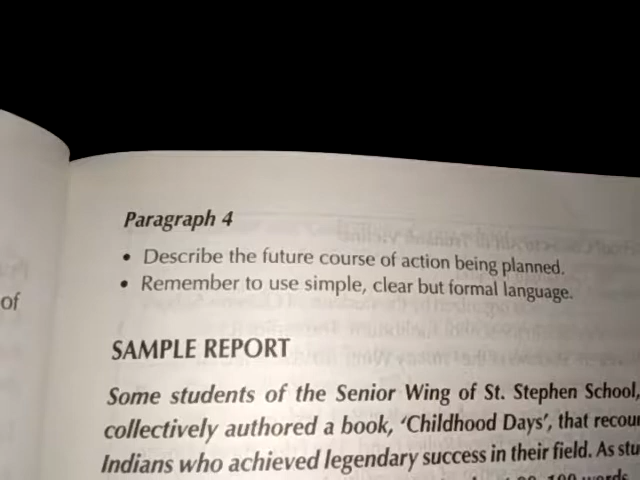 Paragraph 4
• Describe the future course of action being planned.
• Remember to use simple, clear but formal language.
of
SAMPLE REPORT
Some students of the Senior Wing of St. Stephen School,
collectively authored a book, 'Childhood Days', that
Indians who achieved legendary success in their field. As
words